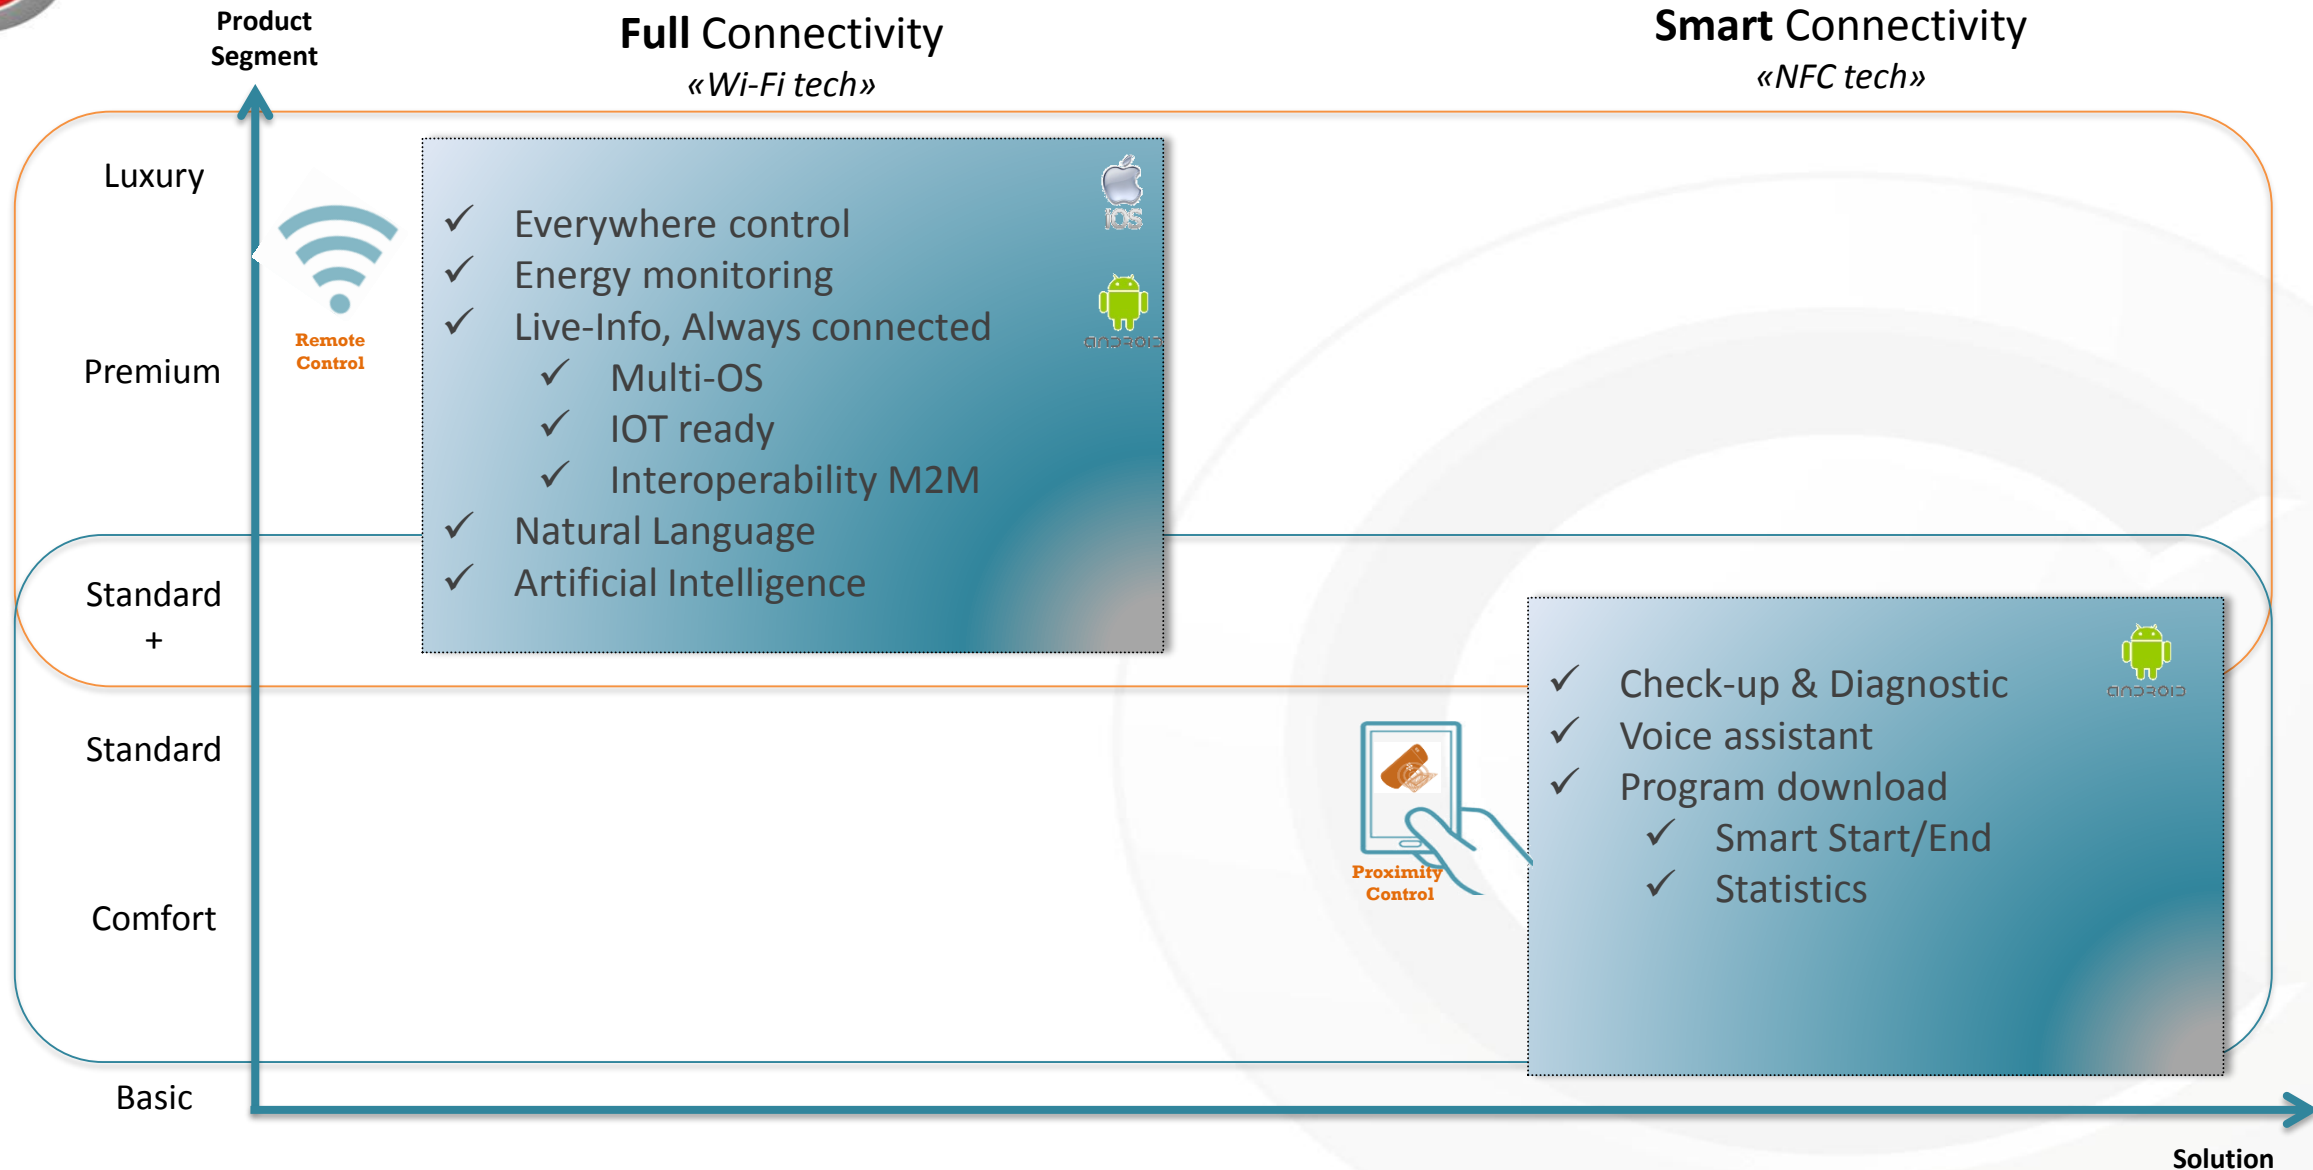 Product
Segment
Full Connectivity
«Wi-Fi tech»
Smart Connectivity
«NFC tech»
Luxury
Premium
Standard
+
Standard
Comfort
Basic
Remote
Control
Everywhere control
Energy monitoring
Live-Info, Always connected
Multi-OS
IOT ready
Interoperability M2M
Natural Language
Artificial Intelligence
iOS
ANDROID
Proximity
Control
Check-up & Diagnostic
Voice assistant
Program download
Smart Start/End
Statistics
ANDROID
Solution